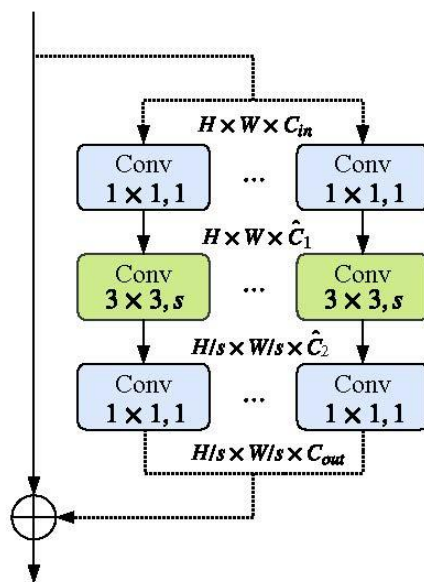 H × W × C_in
Conv
1 × 1, 1
...
Conv
1 × 1, 1
H × W × Ĉ_1
Conv
3 × 3, s
...
Conv
3 × 3, s
H/s × W/s × Ĉ_2
Conv
1 × 1, 1
...
Conv
1 × 1, 1
H/s × W/s × C_out